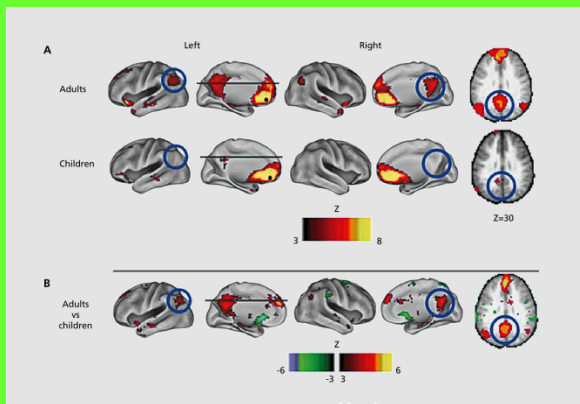 A
Left
Right
Adults
Children
Z
3
8
Z=30
B
Adults
vs
children
Z
-6
-3
3
6